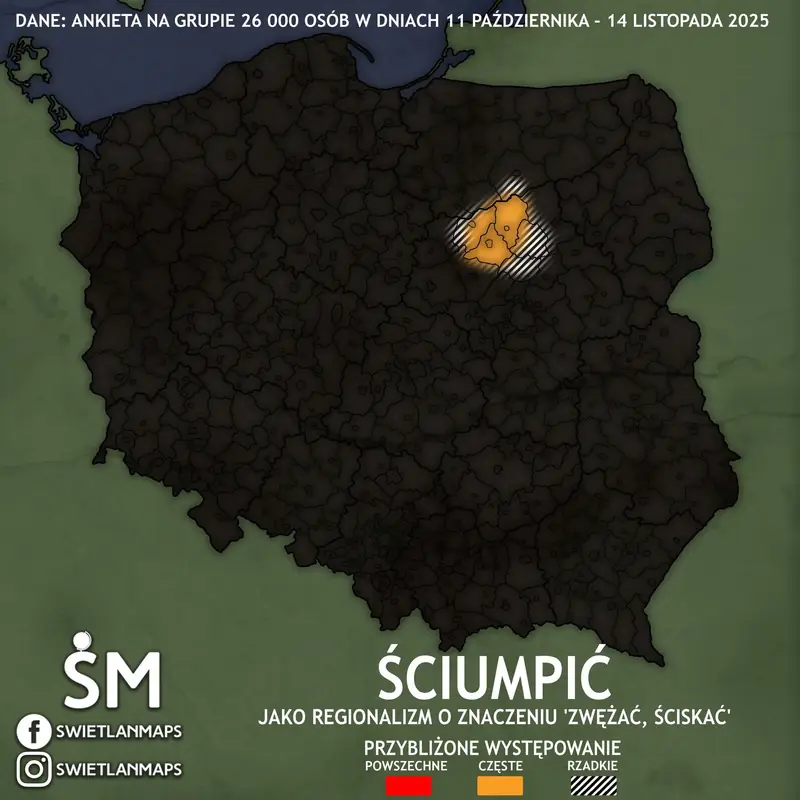 DANE: ANKIETA NA GRUPIE 26 000 OSÓB W DNIACH 11 PAŹDZIERNIKA - 14 LISTOPADA 2025
ŚM
SWIETLANMAPS
SWIETLANMAPS
ŚCIUMPIĆ
JAKO REGIONALIZM O ZNACZENIU 'ZWĘŻAĆ, ŚCISKAĆ'
PRZYBLIŻONE WYSTĘPOWANIE
POWSZECHNE CZĘSTE RZADKIE